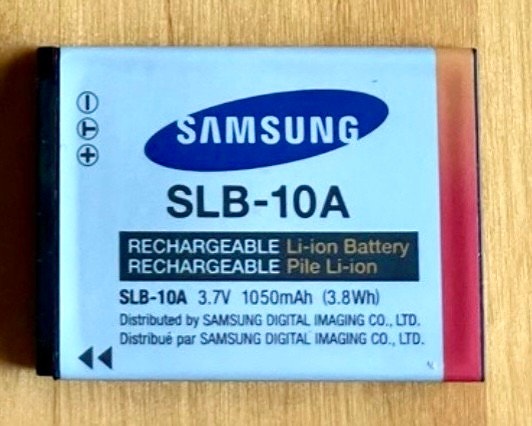 SAMSUNG
SLB-10A
RECHARGEABLE Li-ion Battery
RECHARGEABLE Pile Li-ion
SLB-10A 3.7V 1050mAh (3.8Wh)
Distributed by SAMSUNG DIGITAL IMAGING CO., LTD.
Distribué par SAMSUNG DIGITAL IMAGING CO., LTD.
− T +